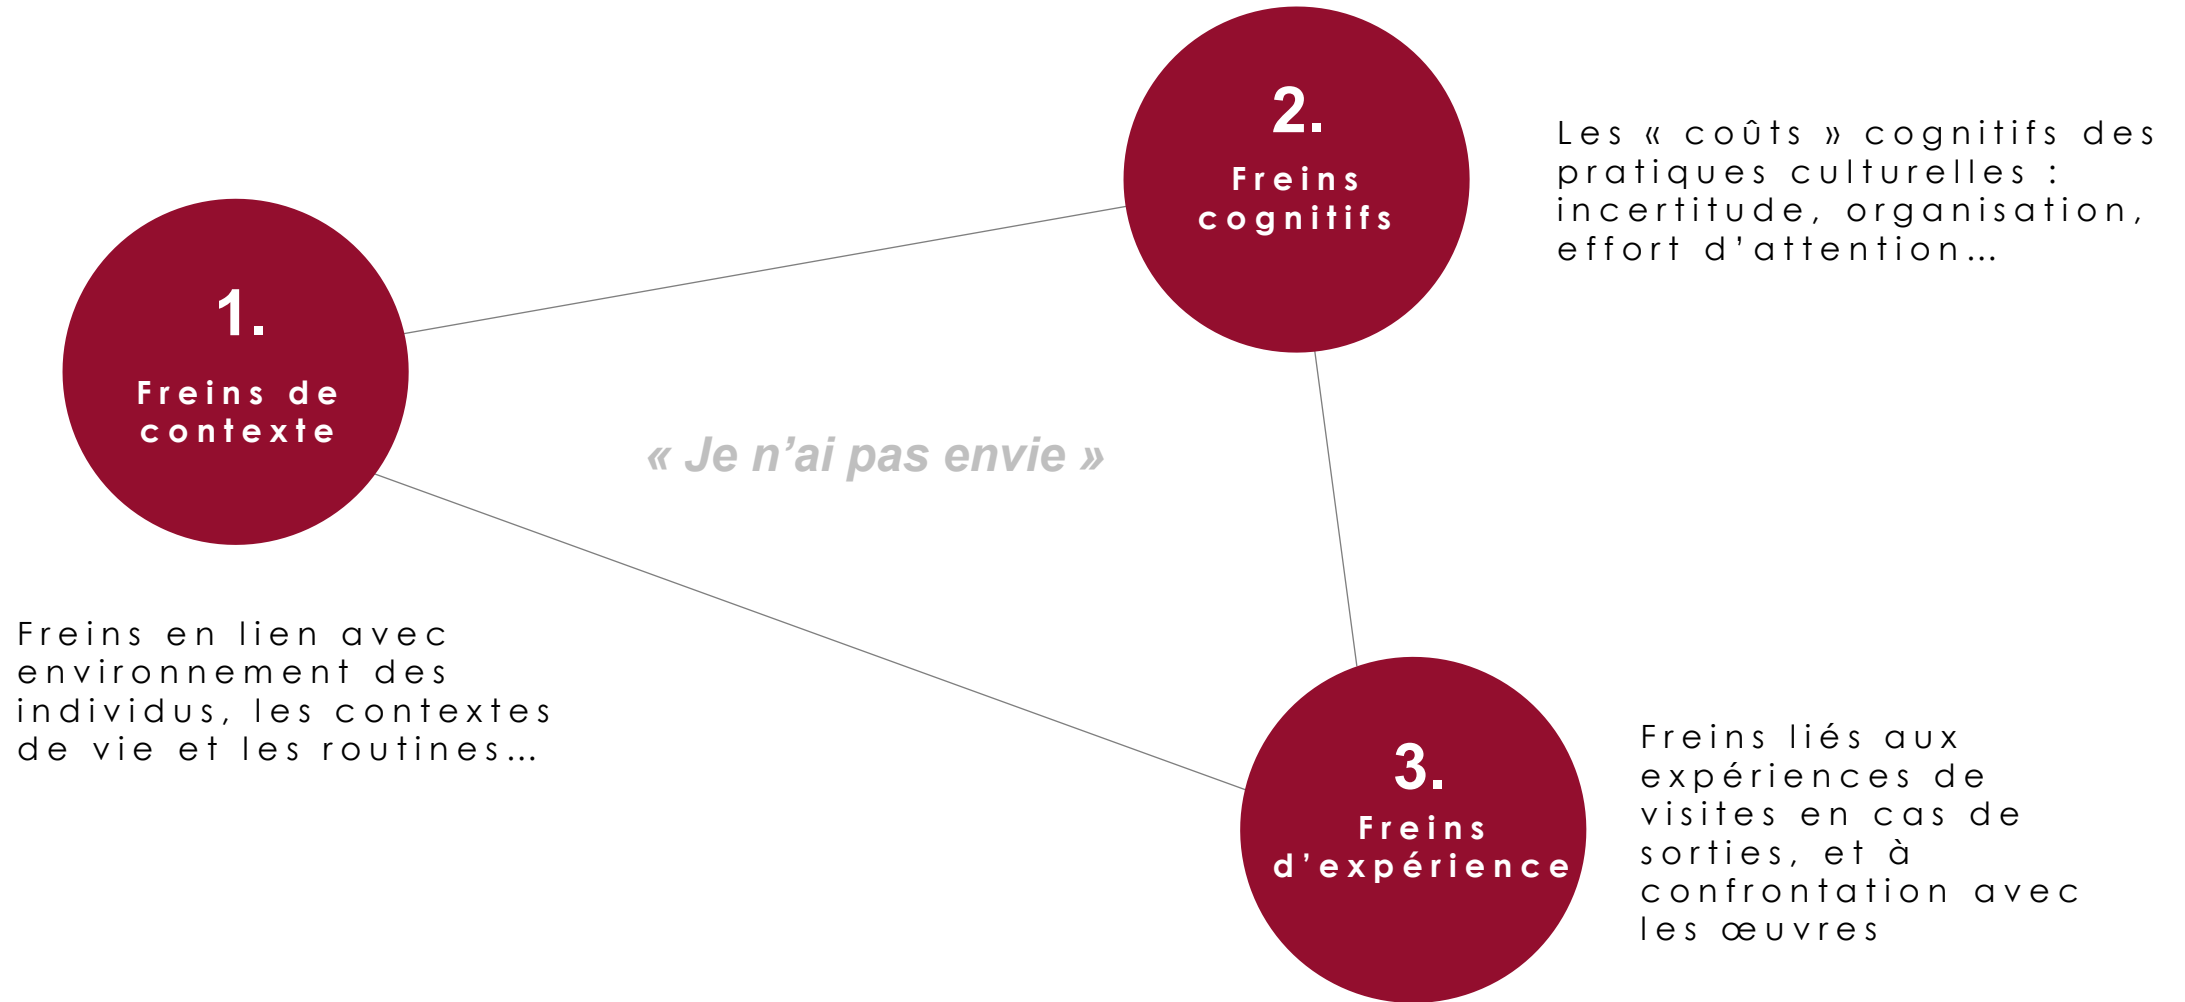 1.
Freins de
contexte
Freins en lien avec
environnement des
individus, les contextes
de vie et les routines…
« Je n’ai pas envie »
2.
Freins
cognitifs
Les « coûts » cognitifs des
pratiques culturelles :
incertitude, organisation,
effort d’attention…
3.
Freins
d’expérience
Freins liés aux
expériences de
visites en cas de
sorties, et à
confrontation avec
les œuvres